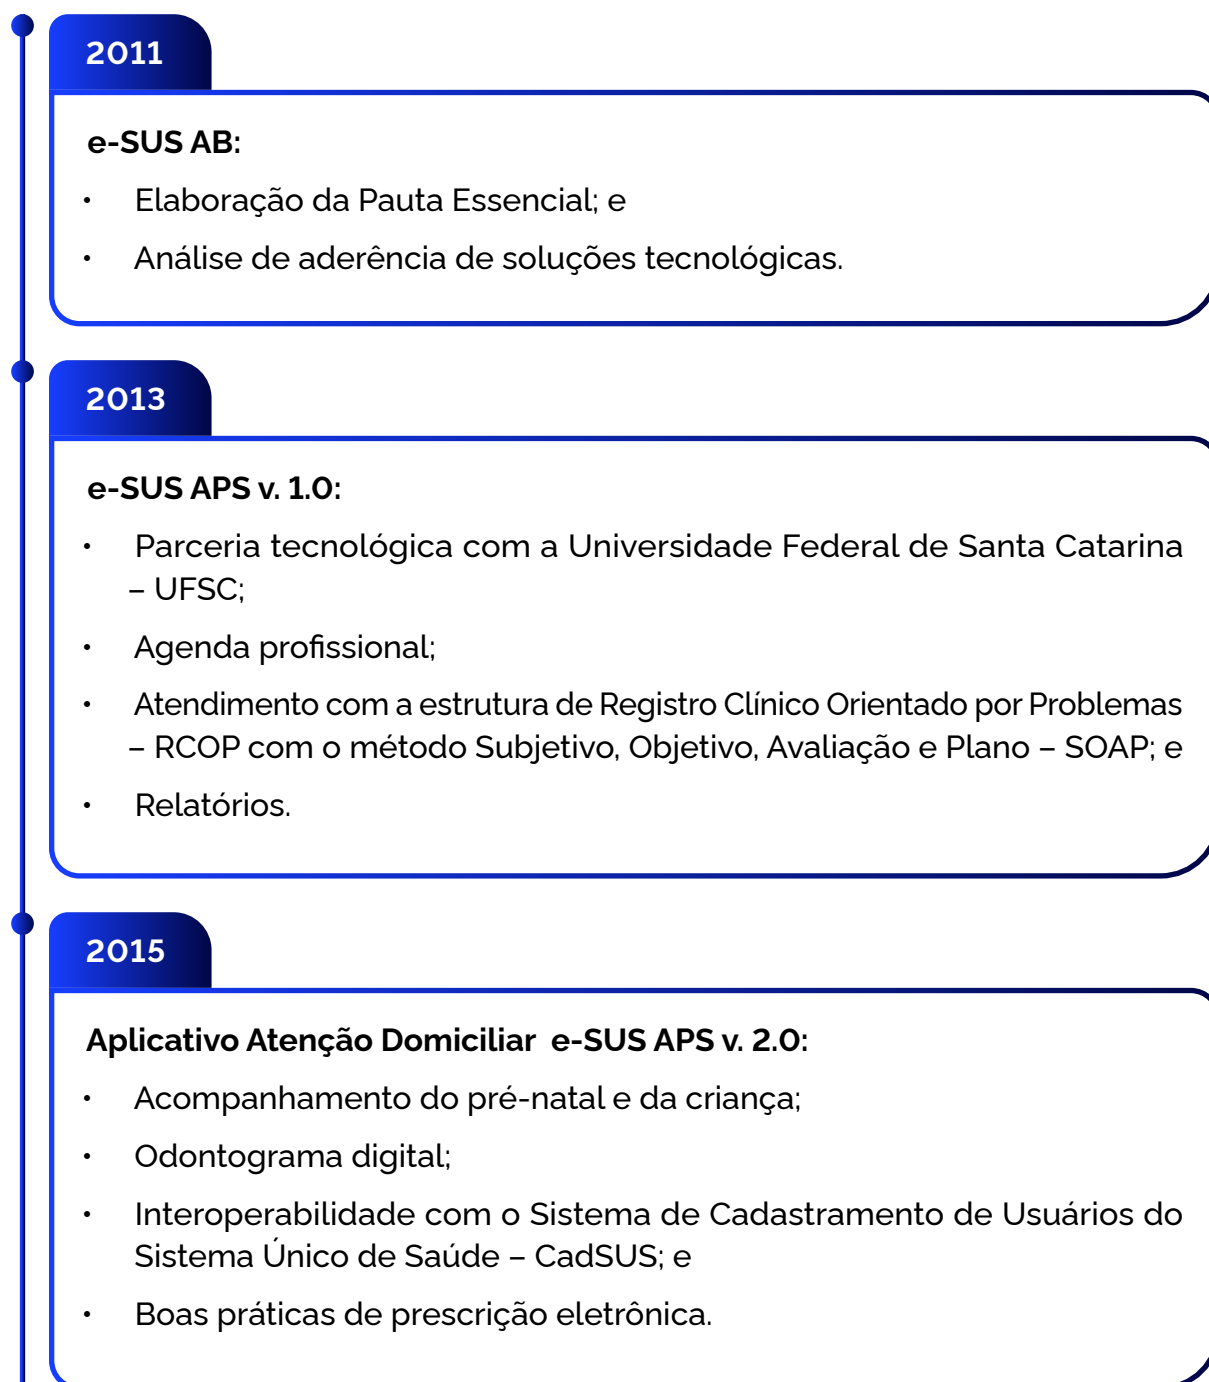 2011
e-SUS AB:
• Elaboração da Pauta Essencial; e
• Análise de aderência de soluções tecnológicas.
2013
e-SUS APS v. 1.0:
• Parceria tecnológica com a Universidade Federal de Santa Catarina
– UFSC;
• Agenda profissional;
• Atendimento com a estrutura de Registro Clínico Orientado por Problemas
– RCOP com o método Subjetivo, Objetivo, Avaliação e Plano – SOAP; e
• Relatórios.
2015
Aplicativo Atenção Domiciliar e-SUS APS v. 2.0:
• Acompanhamento do pré-natal e da criança;
• Odontograma digital;
• Interoperabilidade com o Sistema de Cadastramento de Usuários do
Sistema Único de Saúde – CadSUS; e
• Boas práticas de prescrição eletrônica.